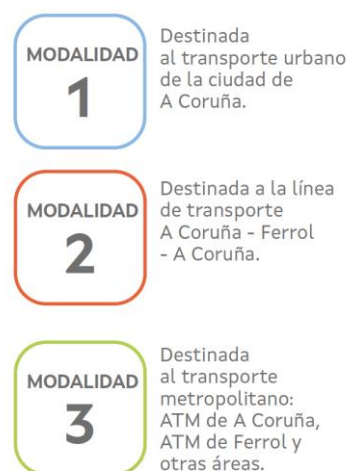 MODALIDAD
1
Destinada
al transporte urbano
de la ciudad de
A Coruña.
MODALIDAD
2
Destinada a la línea
de transporte
A Coruña - Ferrol
- A Coruña.
MODALIDAD
3
Destinada
al transporte
metropolitano:
ATM de A Coruña,
ATM de Ferrol y
otras áreas.